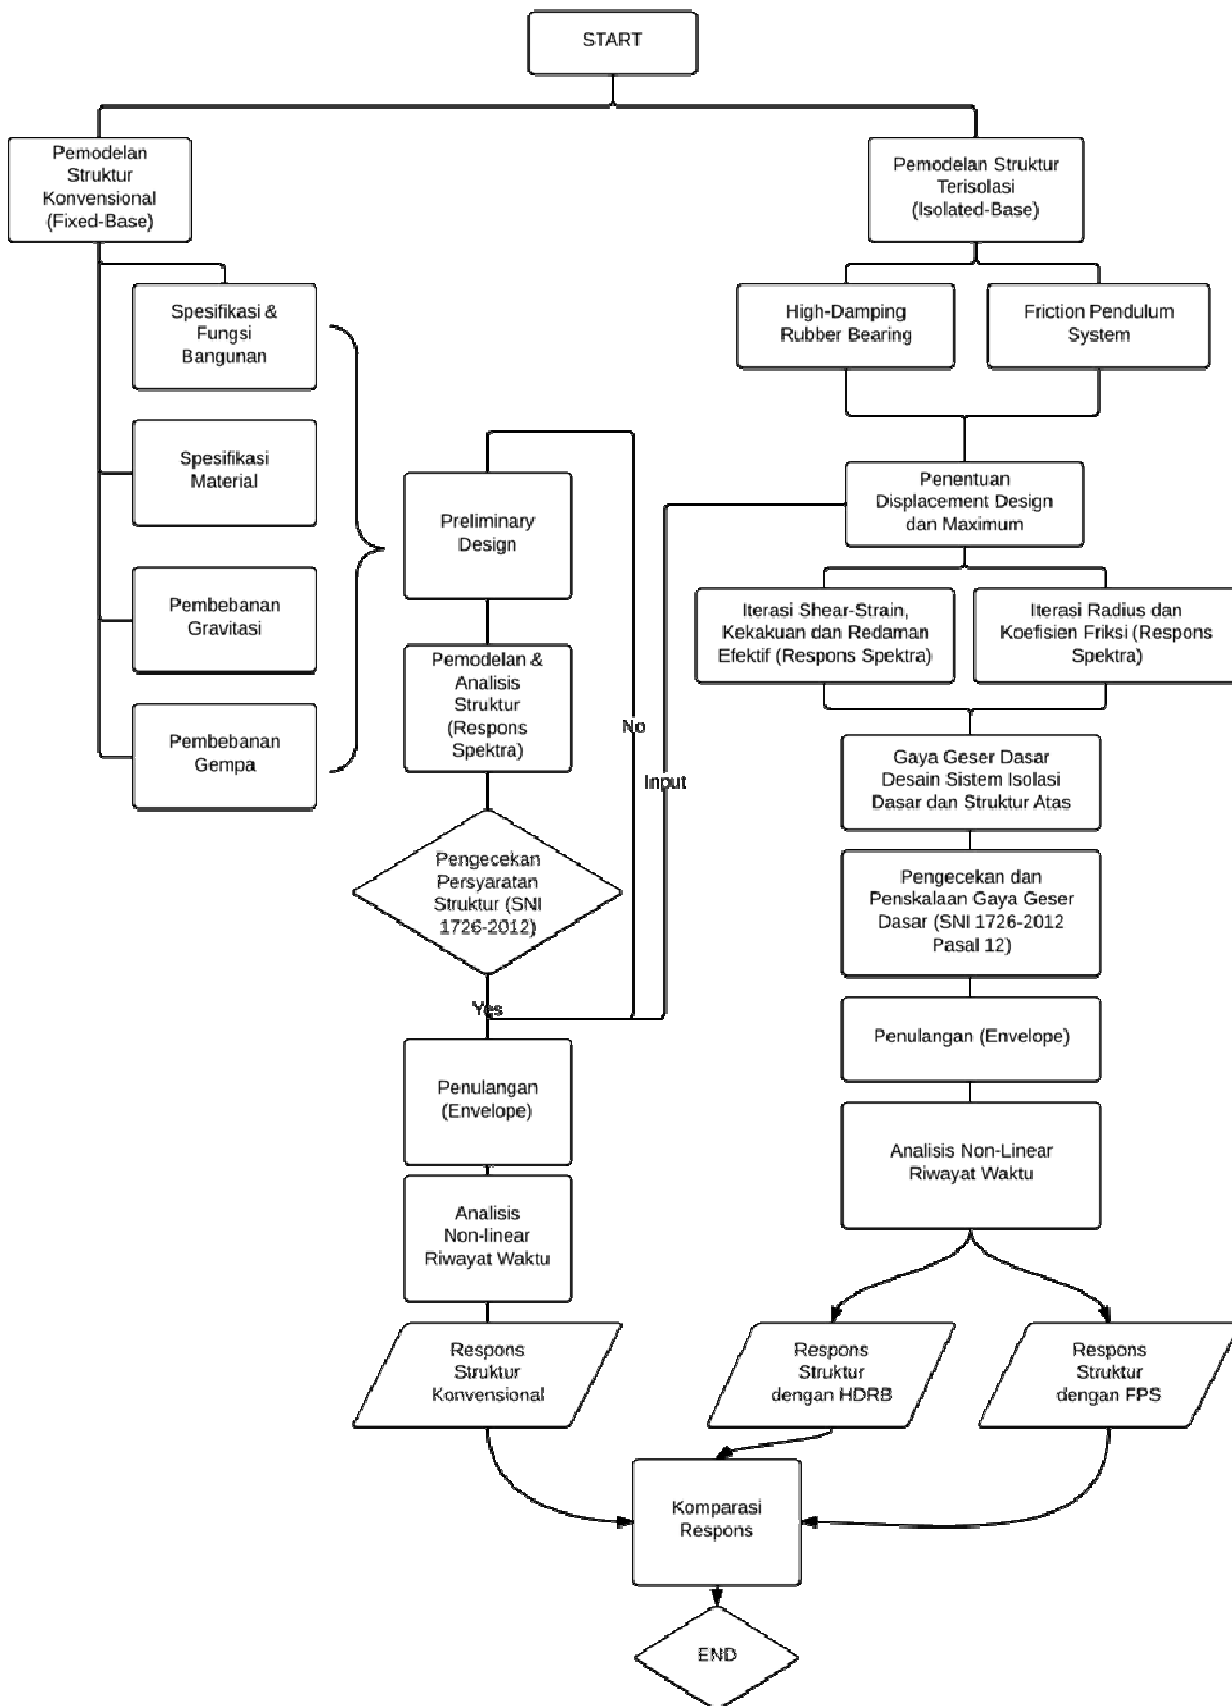 START
Pemodelan
Struktur
Konvensional
(Fixed-Base)
Spesifikasi &
Fungsi
Bangunan
Spesifikasi
Material
Pembebanan
Gravitasi
Pembebanan
Gempa
Preliminary
Design
Pemodelan &
Analisis
Struktur
(Respons
Spektra)
No
Input
Pengecekan
Persyaratan
Struktur (SNI
1726-2012)
Yes
Penulangan
(Envelope)
Analisis
Non-linear
Riwayat Waktu
Respons
Struktur
Konvensional
Pemodelan Struktur
Terisolasi
(Isolated-Base)
High-Damping
Rubber Bearing
Friction Pendulum
System
Penentuan
Displacement Design
dan Maximum
Iterasi Shear-Strain,
Kekakuan dan Redaman
Efektif (Respons Spektra)
Iterasi Radius dan
Koefisien Friksi (Respons
Spektra)
Gaya Geser Dasar
Desain Sistem Isolasi
Dasar dan Struktur Atas
Pengecekan dan
Penskalaan Gaya Geser
Dasar (SNI 1726-2012
Pasal 12)
Penulangan (Envelope)
Analisis Non-Linear
Riwayat Waktu
Respons
Struktur
dengan HDRB
Respons
Struktur
dengan FPS
Komparasi
Respons
END